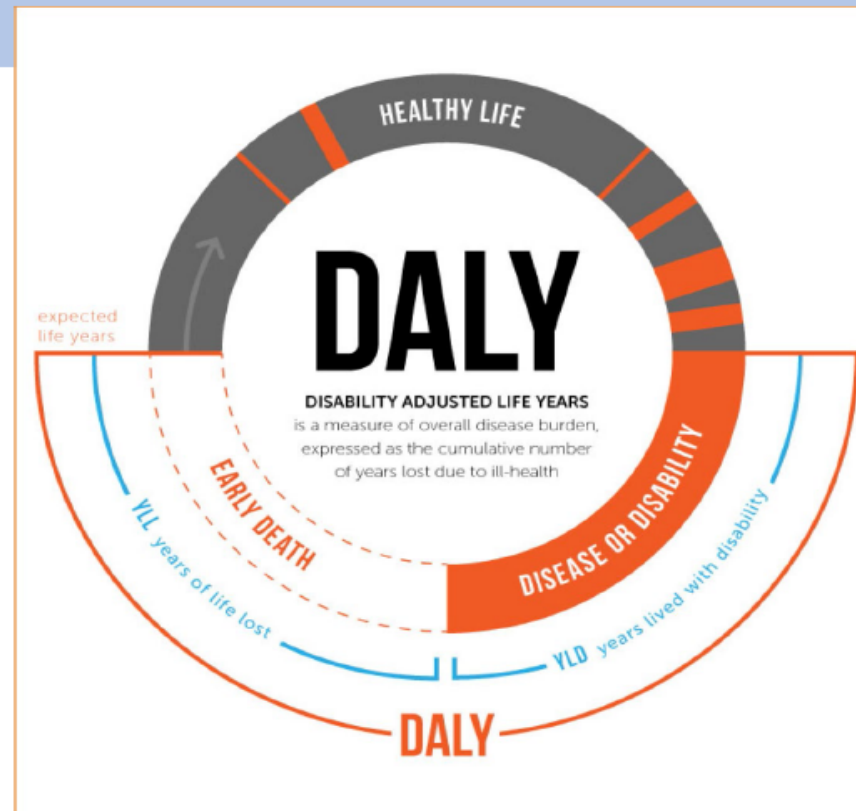 HEALTHY LIFE
expected
life years
DALY
DISABILITY ADJUSTED LIFE YEARS
is a measure of overall disease burden,
expressed as the cumulative number
of years lost due to ill-health
EARLY DEATH
DISEASE OR DISABILITY
YLL years of life lost
YLD years lived with disability
DALY